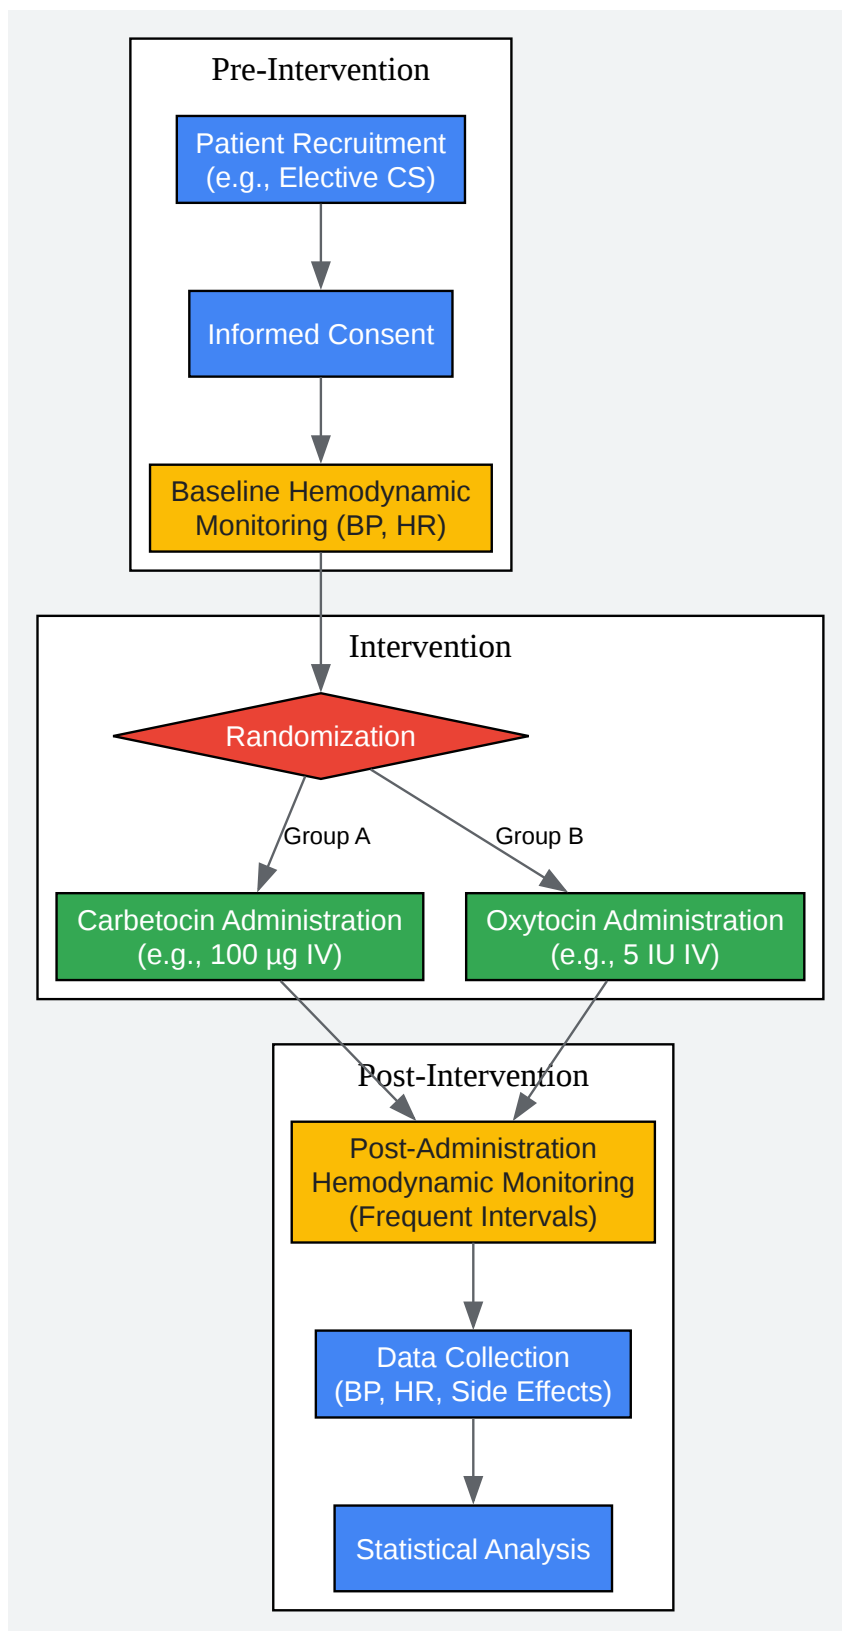 Pre-Intervention
Patient Recruitment
(e.g., Elective CS)
Informed Consent
Baseline Hemodynamic
Monitoring (BP, HR)
Intervention
Randomization
Group A
Group B
Carbetocin Administration
(e.g., 100 µg IV)
Oxytocin Administration
(e.g., 5 IU IV)
Post-Intervention
Post-Administration
Hemodynamic Monitoring
(Frequent Intervals)
Data Collection
(BP, HR, Side Effects)
Statistical Analysis